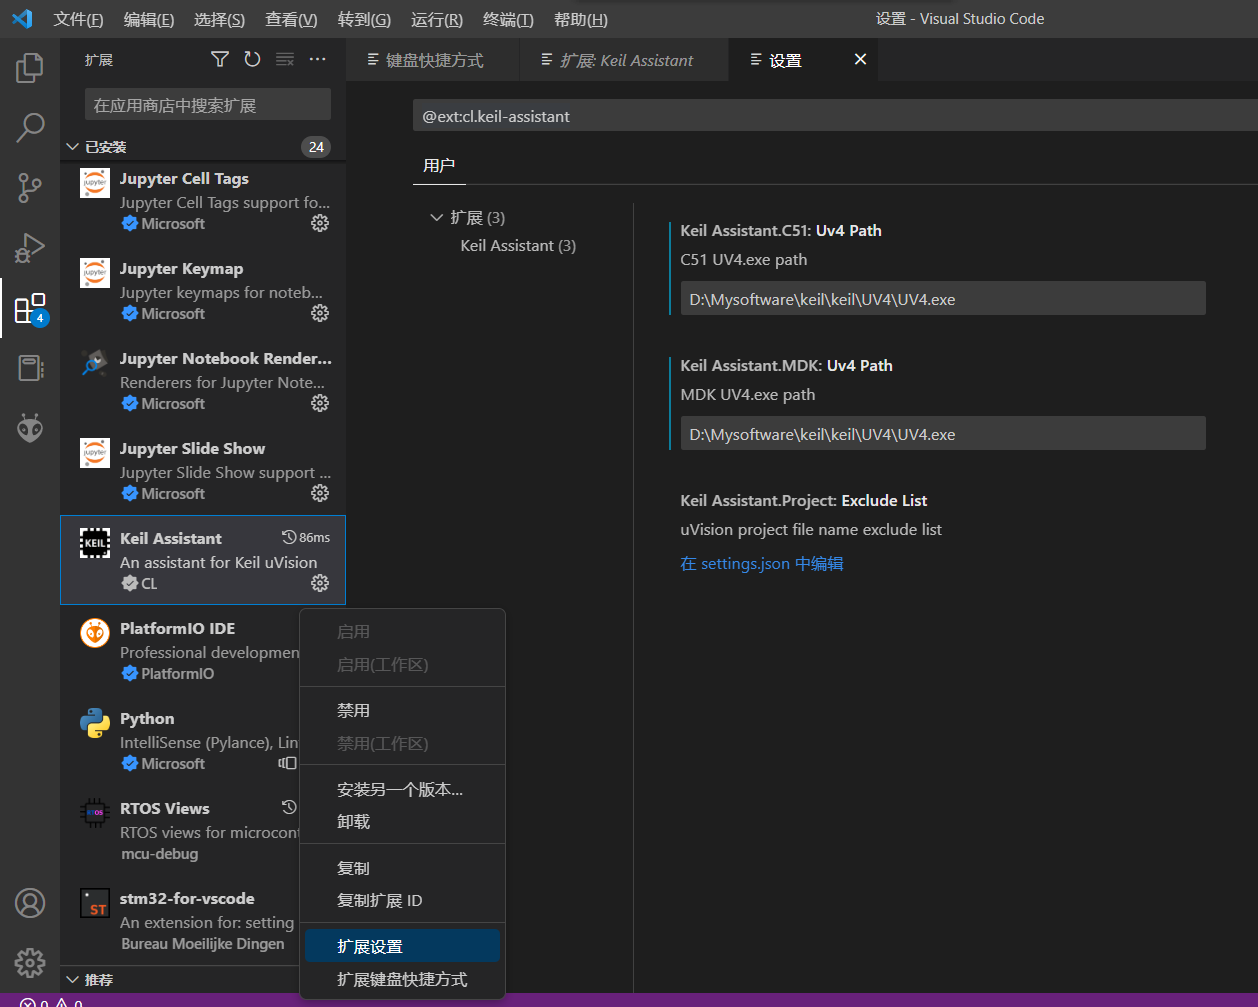 文件(F) 编辑(E) 选择(S) 查看(V) 转到(G) 运行(R) 终端(T) 帮助(H) 设置 - Visual Studio Code
扩展
键盘快捷方式
扩展: Keil Assistant
设置
在应用商店中搜索扩展
已安装 24
Jupyter Cell Tags
Jupyter Cell Tags support fo...
Microsoft
Jupyter Keymap
Jupyter keymaps for noteb...
Microsoft
4
Jupyter Notebook Render...
Renderers for Jupyter Note...
Microsoft
Jupyter Slide Show
Jupyter Slide Show support ...
Microsoft
KEIL
Keil Assistant 86ms
An assistant for Keil uVision
CL
PlatformIO IDE
Professional developmen
PlatformIO
Python
IntelliSense (Pylance), Lin
Microsoft
RTOS Views
RTOS views for microcont
mcu-debug
ST
stm32-for-vscode
An extension for: setting
Bureau Moeilijke Dingen
推荐
0 0
启用
启用(工作区)
禁用
禁用(工作区)
安装另一个版本...
卸载
复制
复制扩展 ID
扩展设置
扩展键盘快捷方式
@ext:cl.keil-assistant
用户
扩展 (3)
Keil Assistant (3)
Keil Assistant.C51: Uv4 Path
C51 UV4.exe path
D:\Mysoftware\keil\keil\UV4\UV4.exe
Keil Assistant.MDK: Uv4 Path
MDK UV4.exe path
D:\Mysoftware\keil\keil\UV4\UV4.exe
Keil Assistant.Project: Exclude List
uVision project file name exclude list
在 settings.json 中编辑